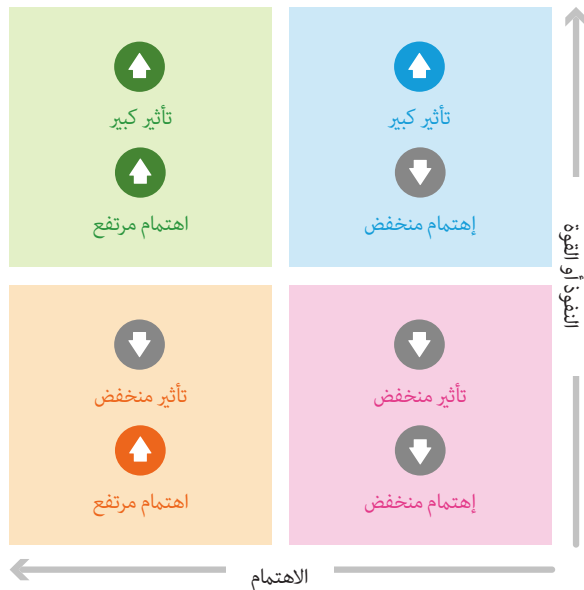 تأثير كبير
إهتمام منخفض
تأثير كبير
اهتمام مرتفع
النفوذ أو القوة
تأثير منخفض
إهتمام منخفض
تأثير منخفض
اهتمام مرتفع
الاهتمام